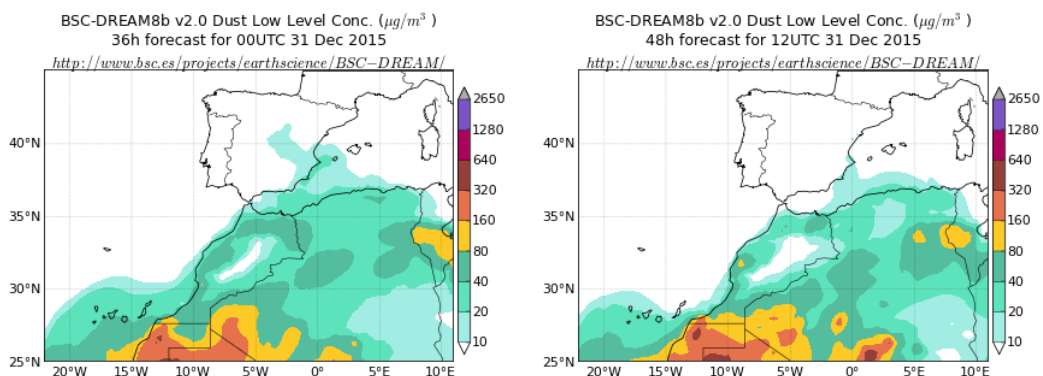 BSC-DREAM8b v2.0 Dust Low Level Conc. (μg/m³ )
36h forecast for 00UTC 31 Dec 2015
http://www.bsc.es/projects/earthscience/BSC−DREAM/
40°N
35°N
30°N
25°N
20°W 15°W 10°W 5°W 0° 5°E 10°E
2650
1280
640
320
160
80
40
20
10
BSC-DREAM8b v2.0 Dust Low Level Conc. (μg/m³ )
48h forecast for 12UTC 31 Dec 2015
http://www.bsc.es/projects/earthscience/BSC−DREAM/
40°N
35°N
30°N
25°N
20°W 15°W 10°W 5°W 0° 5°E 10°E
2650
1280
640
320
160
80
40
20
10